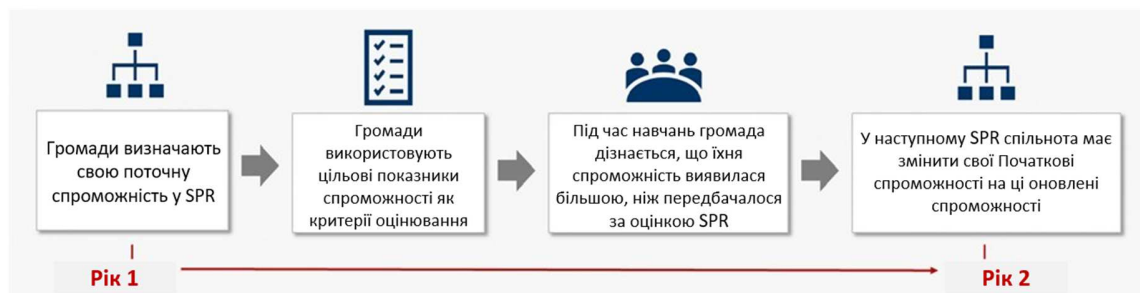 Громади визначають
свою поточну
спроможність у SPR
Громади
використовують
цільові показники
спроможності як
критерії оцінювання
Під час навчань громада
дізнається, що їхня
спроможність виявилася
більшою, ніж передбачалося
за оцінкою SPR
У наступному SPR спільнота має
змінити свої Початкові
спроможності на ці оновлені
спроможності
Рік 1
Рік 2